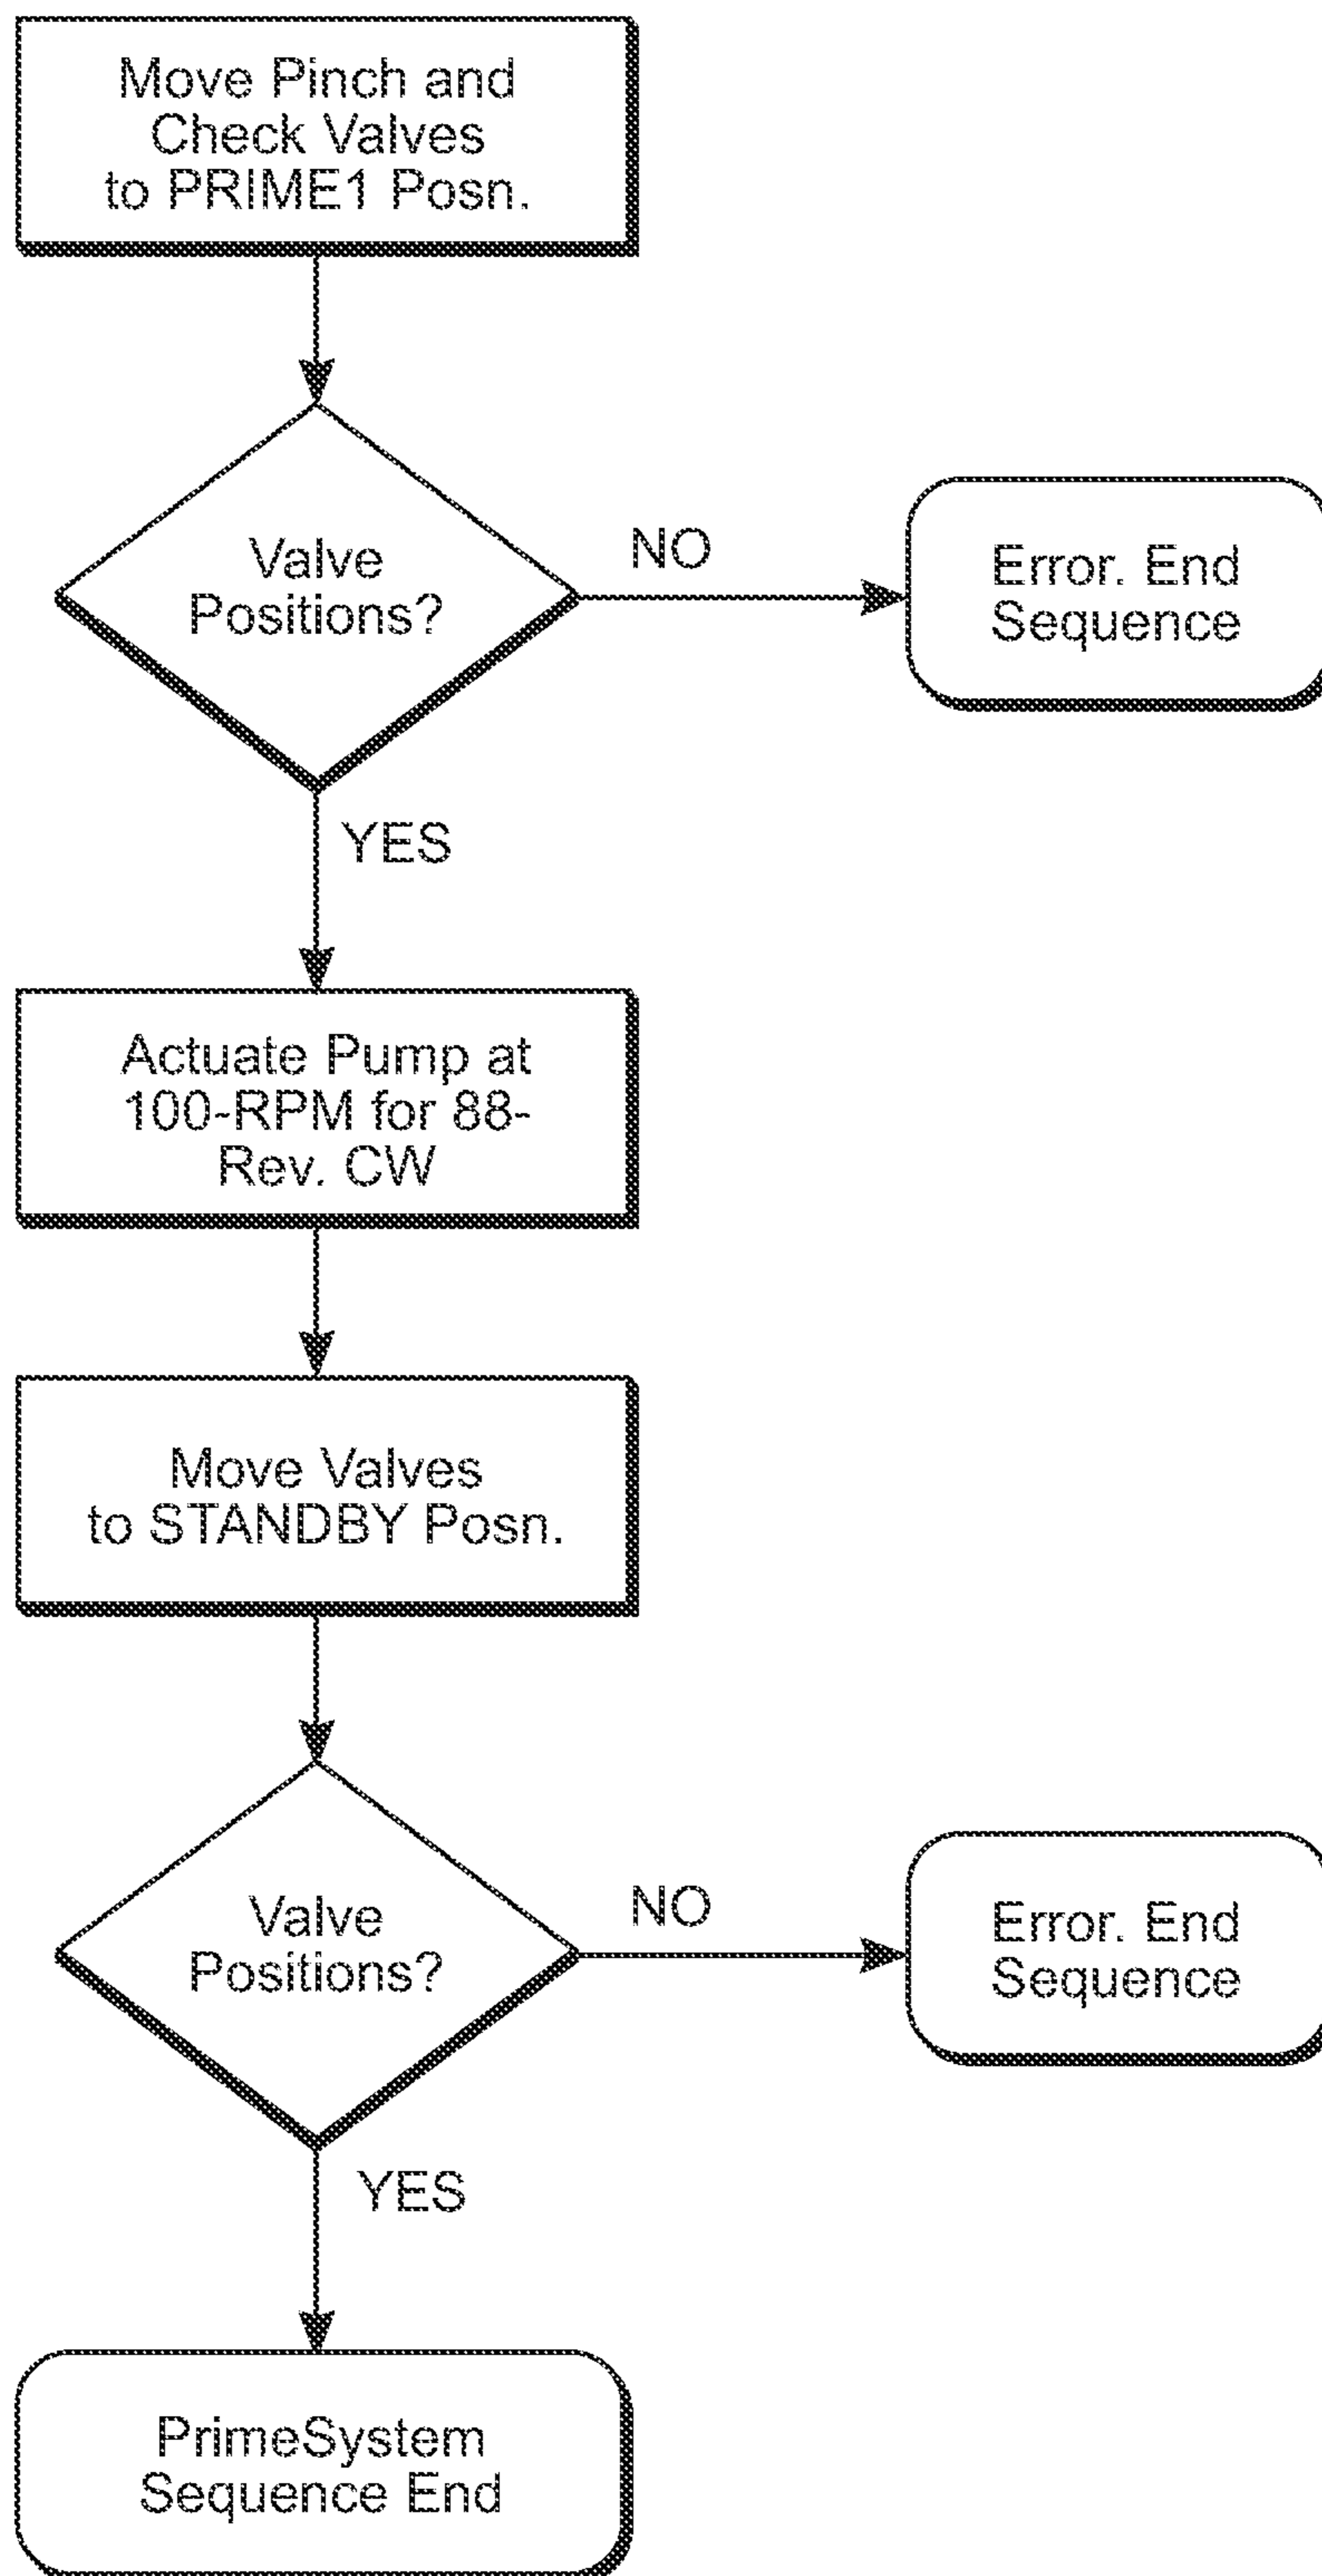 Move Pinch and
Check Valves
to PRIME1 Posn.
Valve
Positions?
NO
Error. End
Sequence
YES
Actuate Pump at
100-RPM for 88-
Rev. CW
Move Valves
to STANDBY Posn.
Valve
Positions?
NO
Error. End
Sequence
YES
PrimeSystem
Sequence End